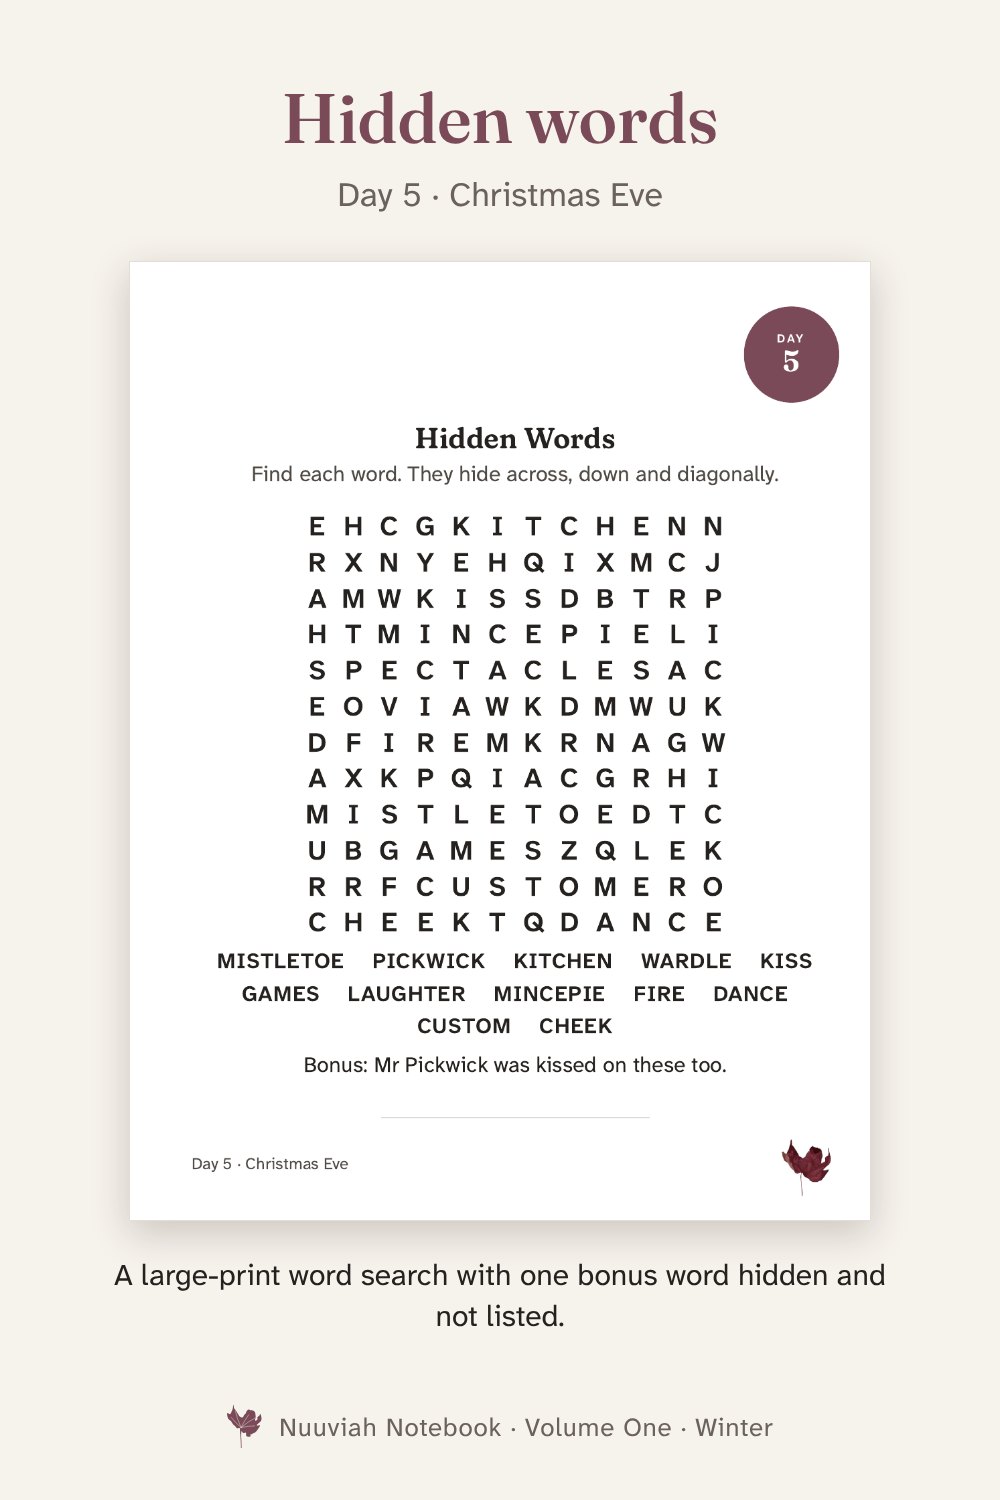 Hidden words
Day 5 · Christmas Eve
DAY
5
Hidden Words
Find each word. They hide across, down and diagonally.
E H C G K I T C H E N N
R X N Y E H Q I X M C J
A M W K I S S D B T R P
H T M I N C E P I E L I
S P E C T A C L E S A C
E O V I A W K D M W U K
D F I R E M K R N A G W
A X K P Q I A C G R H I
M I S T L E T O E D T C
U B G A M E S Z Q L E K
R R F C U S T O M E R O
C H E E K T Q D A N C E
MISTLETOE PICKWICK KITCHEN WARDLE KISS
GAMES LAUGHTER MINCEPIE FIRE DANCE
CUSTOM CHEEK
Bonus: Mr Pickwick was kissed on these too.
Day 5 · Christmas Eve
A large-print word search with one bonus word hidden and
not listed.
Nuuviah Notebook · Volume One · Winter